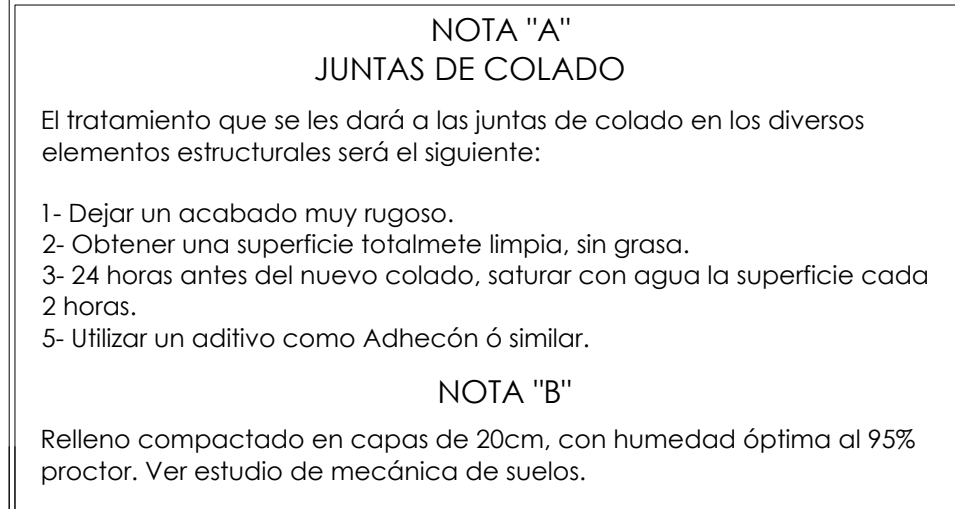 NOTA "A"
JUNTAS DE COLADO
El tratamiento que se les dará a las juntas de colado en los diversos
elementos estructurales será el siguiente:
1- Dejar un acabado muy rugoso.
2- Obtener una superficie totalmete limpia, sin grasa.
3- 24 horas antes del nuevo colado, saturar con agua la superficie cada
2 horas.
5- Utilizar un aditivo como Adhecón ó similar.
NOTA "B"
Relleno compactado en capas de 20cm, con humedad óptima al 95%
proctor. Ver estudio de mecánica de suelos.